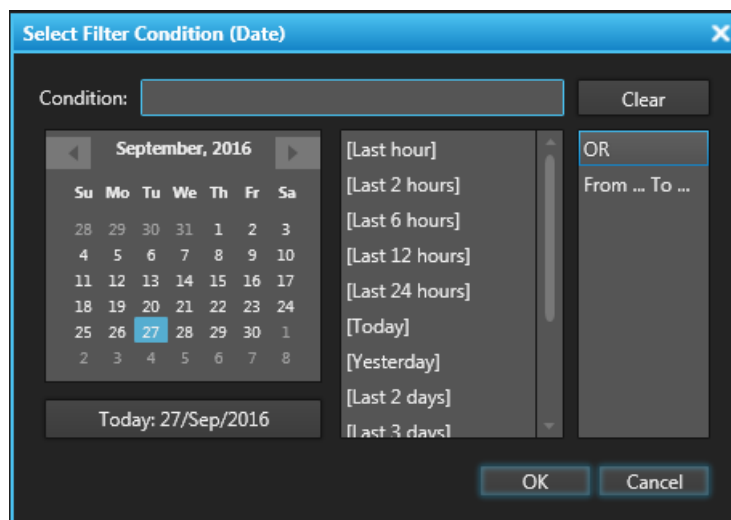 Select Filter Condition (Date)
Condition:
Clear
September, 2016
Su Mo Tu We Th Fr Sa
28 29 30 31 1 2 3
4 5 6 7 8 9 10
11 12 13 14 15 16 17
18 19 20 21 22 23 24
25 26 27 28 29 30 1
2 3 4 5 6 7 8
Today: 27/Sep/2016
[Last hour]
[Last 2 hours]
[Last 6 hours]
[Last 12 hours]
[Last 24 hours]
[Today]
[Yesterday]
[Last 2 days]
[Last 3 days]
OR
From ... To ...
OK
Cancel